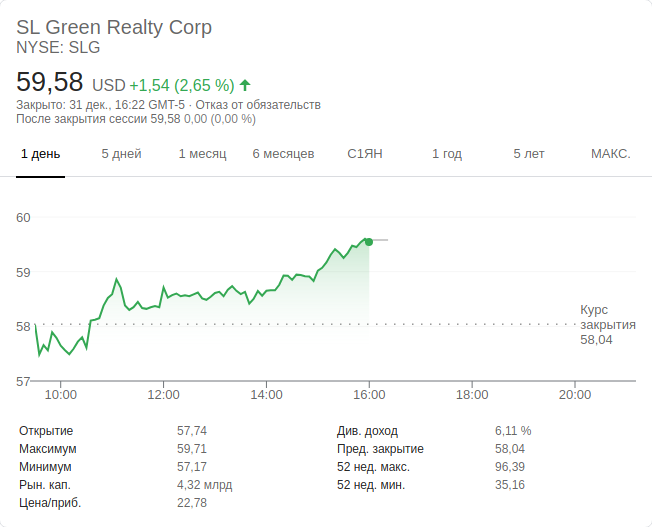 SL Green Realty Corp
NYSE: SLG
59,58 USD +1,54 (2,65 %)
Закрыто: 31 дек., 16:22 GMT-5 · Отказ от обязательств
После закрытия сессии 59,58 0,00 (0,00 %)
1 день 5 дней 1 месяц 6 месяцев С1ЯН 1 год 5 лет МАКС.
60
59
58
57
Курс
закрытия
58,04
10:00 12:00 14:00 16:00 18:00 20:00
Открытие 57,74 Див. доход 6,11 %
Максимум 59,71 Пред. закрытие 58,04
Минимум 57,17 52 нед. макс. 96,39
Рын. кап. 4,32 млрд 52 нед. мин. 35,16
Цена/приб. 22,78